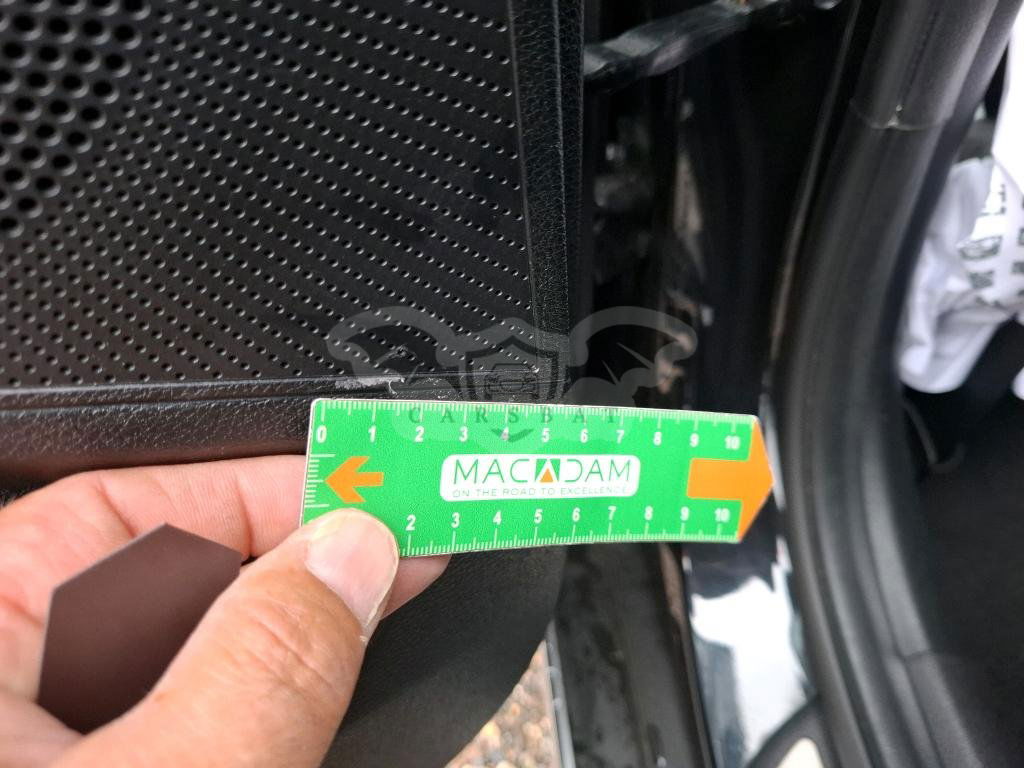 CARSBAT
0 1 2 3 4 5 6 7 8 9 10
MACADAM
ON THE ROAD TO EXCELLENCE
2 3 4 5 6 7 8 9 10